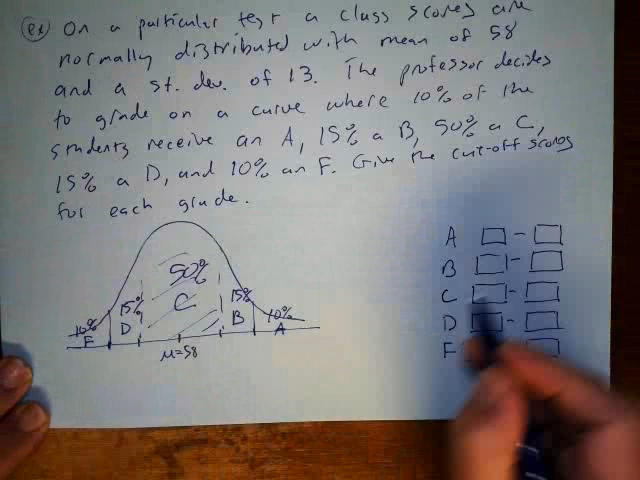 ex) On a particular test a class scores are
normally distributed with mean of 58
and a st. dev. of 13. The professor decides
to grade on a curve where 10% of the
students receive an A, 15% a B, 50% a C,
15% a D, and 10% an F. Give the cut-off scores
for each grade.
50%
C
15%
D
15%
B
10%
F
10%
A
μ=58
A □ - □
B □ - □
C □ - □
D □ - □
F □